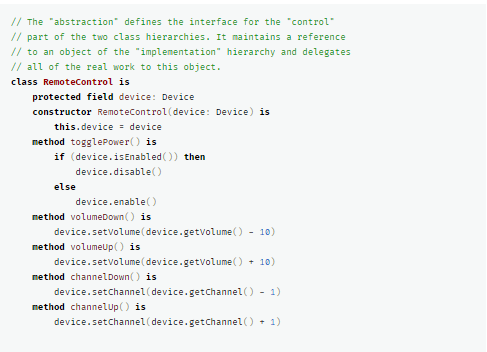 // The "abstraction" defines the interface for the "control"
// part of the two class hierarchies. It maintains a reference
// to an object of the "implementation" hierarchy and delegates
// all of the real work to this object.
class RemoteControl is
    protected field device: Device
    constructor RemoteControl(device: Device) is
        this.device = device
    method togglePower() is
        if (device.isEnabled()) then
            device.disable()
        else
            device.enable()
    method volumeDown() is
        device.setVolume(device.getVolume() - 10)
    method volumeUp() is
        device.setVolume(device.getVolume() + 10)
    method channelDown() is
        device.setChannel(device.getChannel() - 1)
    method channelUp() is
        device.setChannel(device.getChannel() + 1)